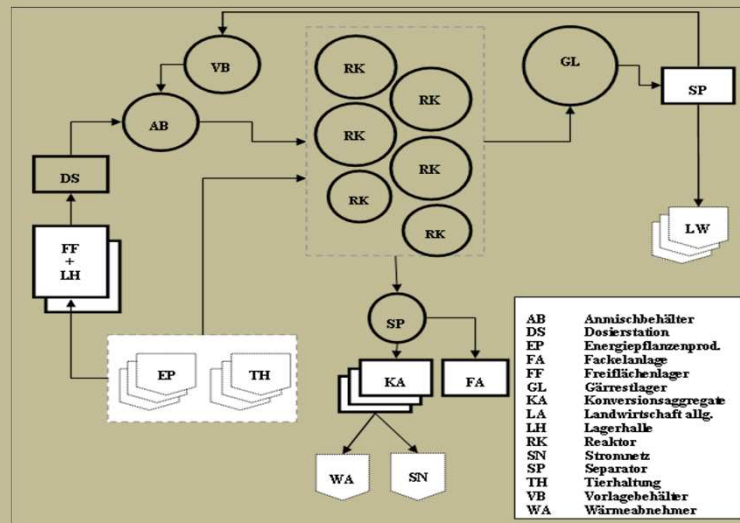 VB
RK
GL
SP
RK
AB
RK
RK
DS
RK
RK
LW
FF
+
LH
SP
EP
TH
KA
FA
WA
SN
AB Anmischbehälter
DS Dosierstation
EP Energiepflanzenprod.
FA Fackelanlage
FF Freiflächenlager
GL Gärrestlager
KA Konversionsaggregate
LA Landwirtschaft allg.
LH Lagerhalle
RK Reaktor
SN Stromnetz
SP Separator
TH Tierhaltung
VB Vorlagebehälter
WA Wärmeabnehmer